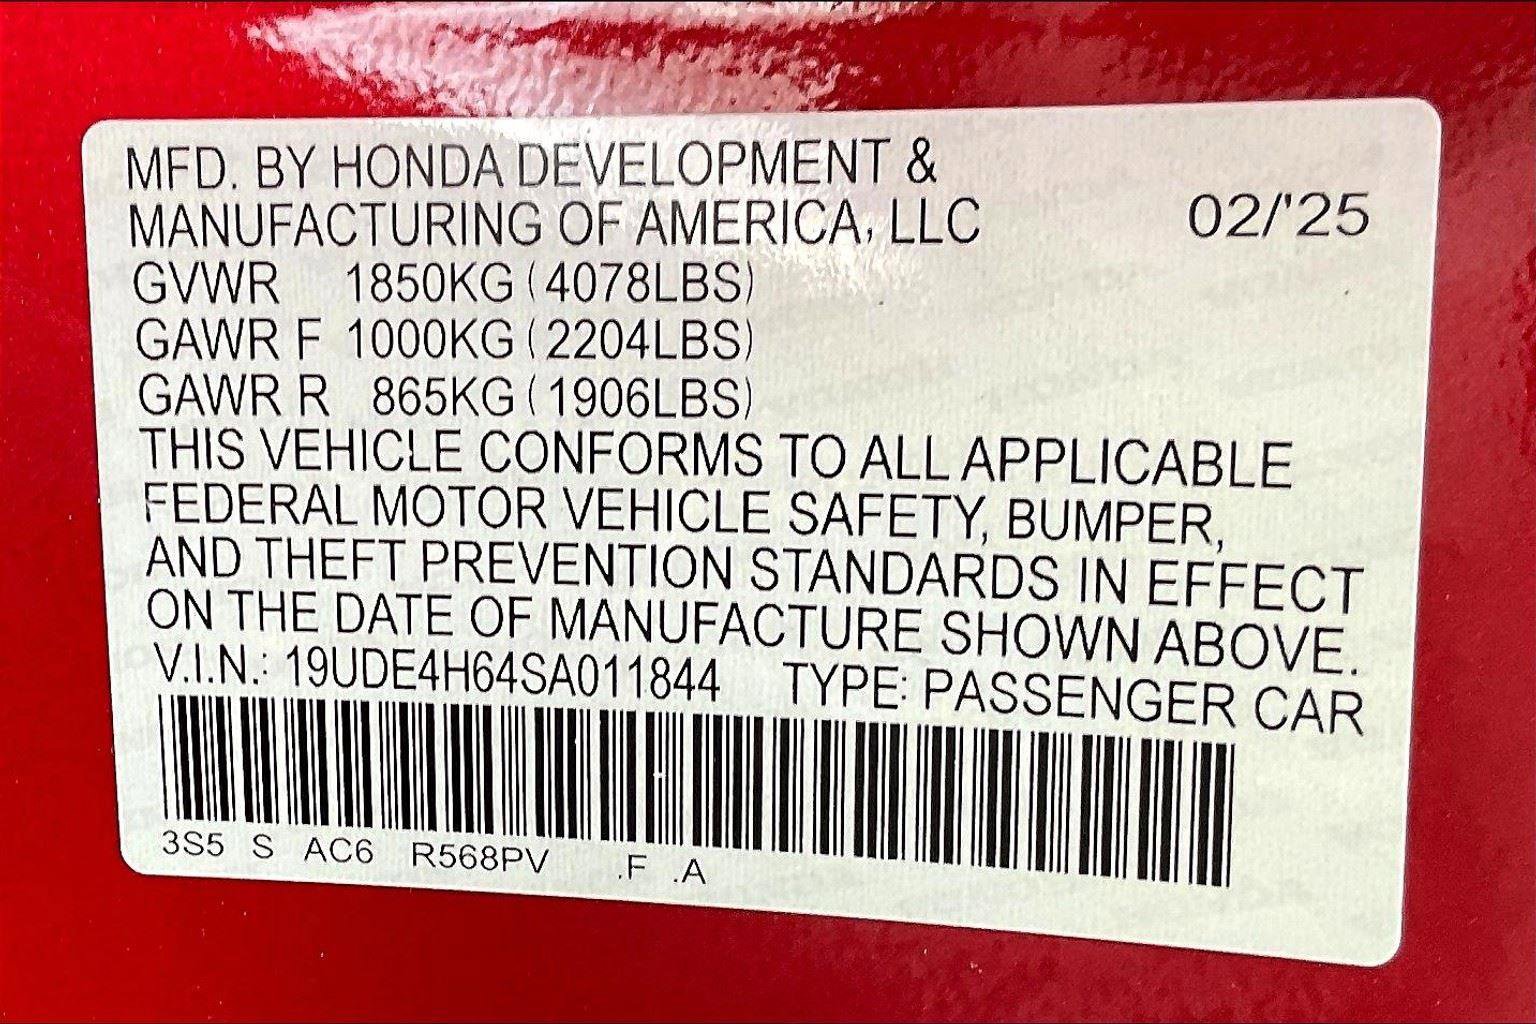 MFD. BY HONDA DEVELOPMENT &
MANUFACTURING OF AMERICA, LLC 02/'25
GVWR 1850KG (4078LBS)
GAWR F 1000KG (2204LBS)
GAWR R 865KG (1906LBS)
THIS VEHICLE CONFORMS TO ALL APPLICABLE
FEDERAL MOTOR VEHICLE SAFETY, BUMPER,
AND THEFT PREVENTION STANDARDS IN EFFECT
ON THE DATE OF MANUFACTURE SHOWN ABOVE.
V.I.N.: 19UDE4H64SA011844 TYPE: PASSENGER CAR
3S5 S AC6 R568PV .F .A